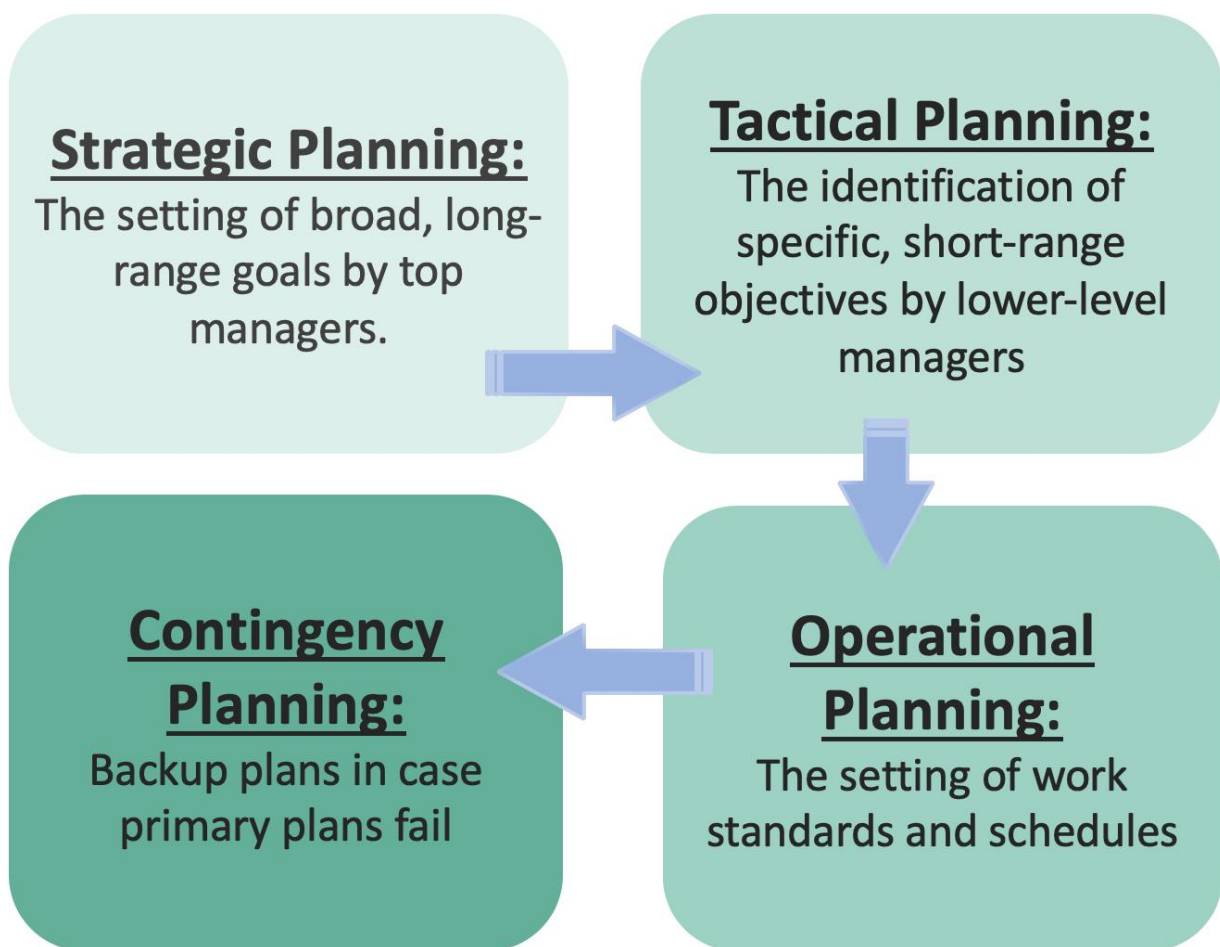 Strategic Planning:
The setting of broad, long-
range goals by top
managers.
Tactical Planning:
The identification of
specific, short-range
objectives by lower-level
managers
Operational
Planning:
The setting of work
standards and schedules
Contingency
Planning:
Backup plans in case
primary plans fail